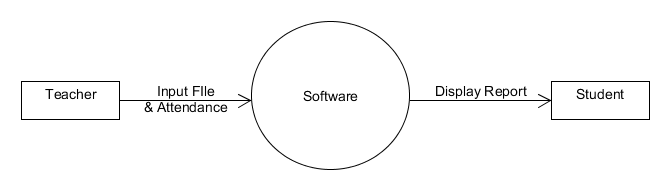 Teacher
Input FIle
& Attendance
Software
Display Report
Student